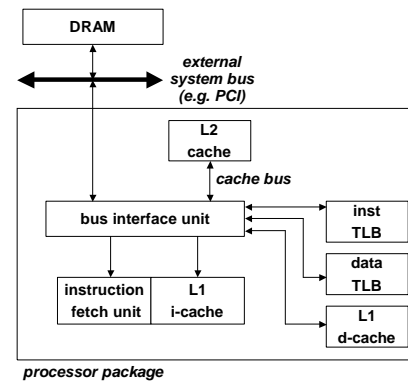 DRAM
external
system bus
(e.g. PCI)
L2
cache
cache bus
bus interface unit
inst
TLB
data
TLB
instruction
fetch unit
L1
i-cache
L1
d-cache
processor package